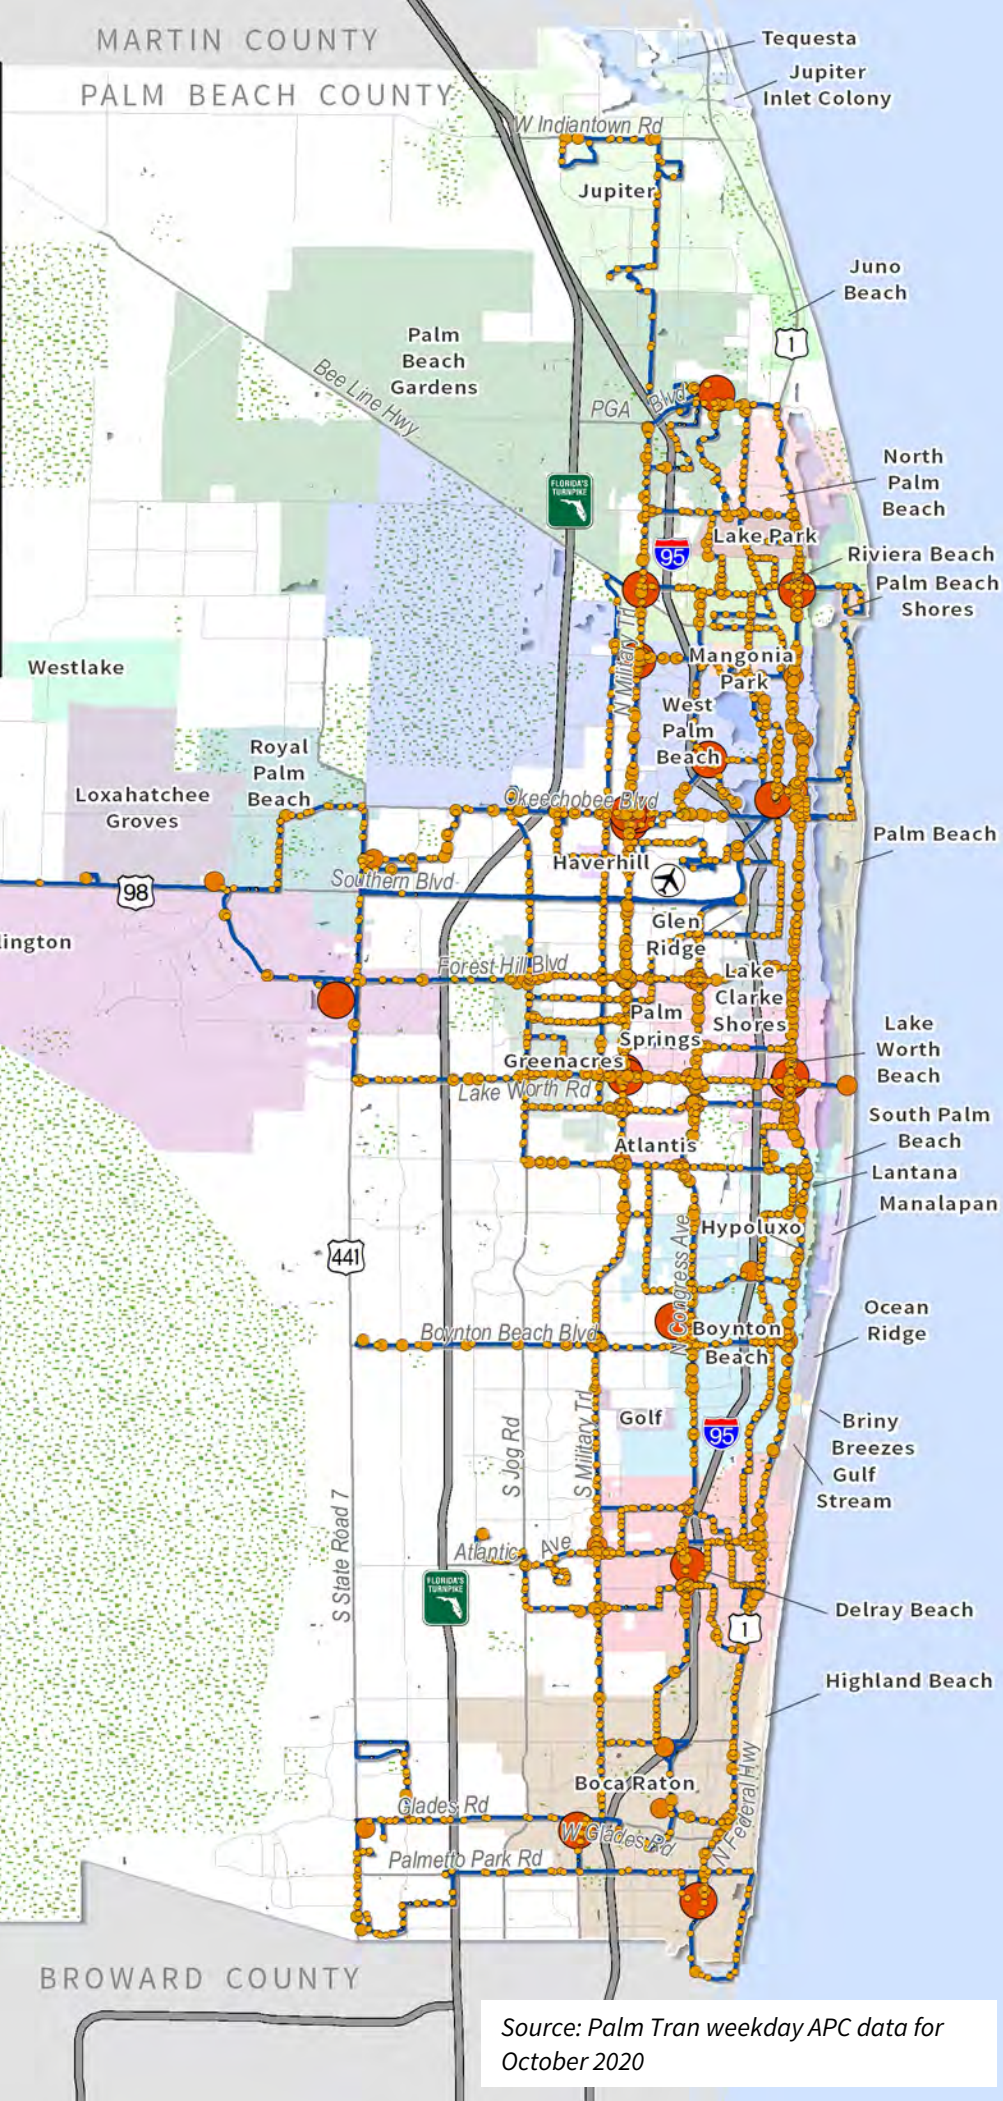 MARTIN COUNTY
PALM BEACH COUNTY
Tequesta
Jupiter
Inlet Colony
W Indiantown Rd
Jupiter
Juno
Beach
1
Palm
Beach
Gardens
Bee Line Hwy
PGA Blvd
FLORIDA'S
TURNPIKE
North
Palm
Beach
Lake Park
95
Riviera Beach
Palm Beach
Shores
N Military Trl
Westlake
Mangonia
Park
West
Palm
Beach
Royal
Palm
Beach
Loxahatchee
Groves
Okeechobee Blvd
Palm Beach
Haverhill
98
Southern Blvd
Glen
Ridge
lington
Forest Hill Blvd
Lake
Clarke
Shores
Palm
Springs
Lake
Worth
Beach
Greenacres
Lake Worth Rd
South Palm
Beach
Atlantis
Lantana
Manalapan
Hypoluxo
441
N Congress Ave
Ocean
Ridge
Boynton Beach Blvd
Boynton
Beach
Golf
95
Briny
Breezes
Gulf
Stream
S Jog Rd
S Military Trl
S State Road 7
Atlantic Ave
FLORIDA'S
TURNPIKE
Delray Beach
1
Highland Beach
Boca Raton
Glades Rd
W Glades Rd
N Federal Hwy
Palmetto Park Rd
BROWARD COUNTY
Source: Palm Tran weekday APC data for
October 2020